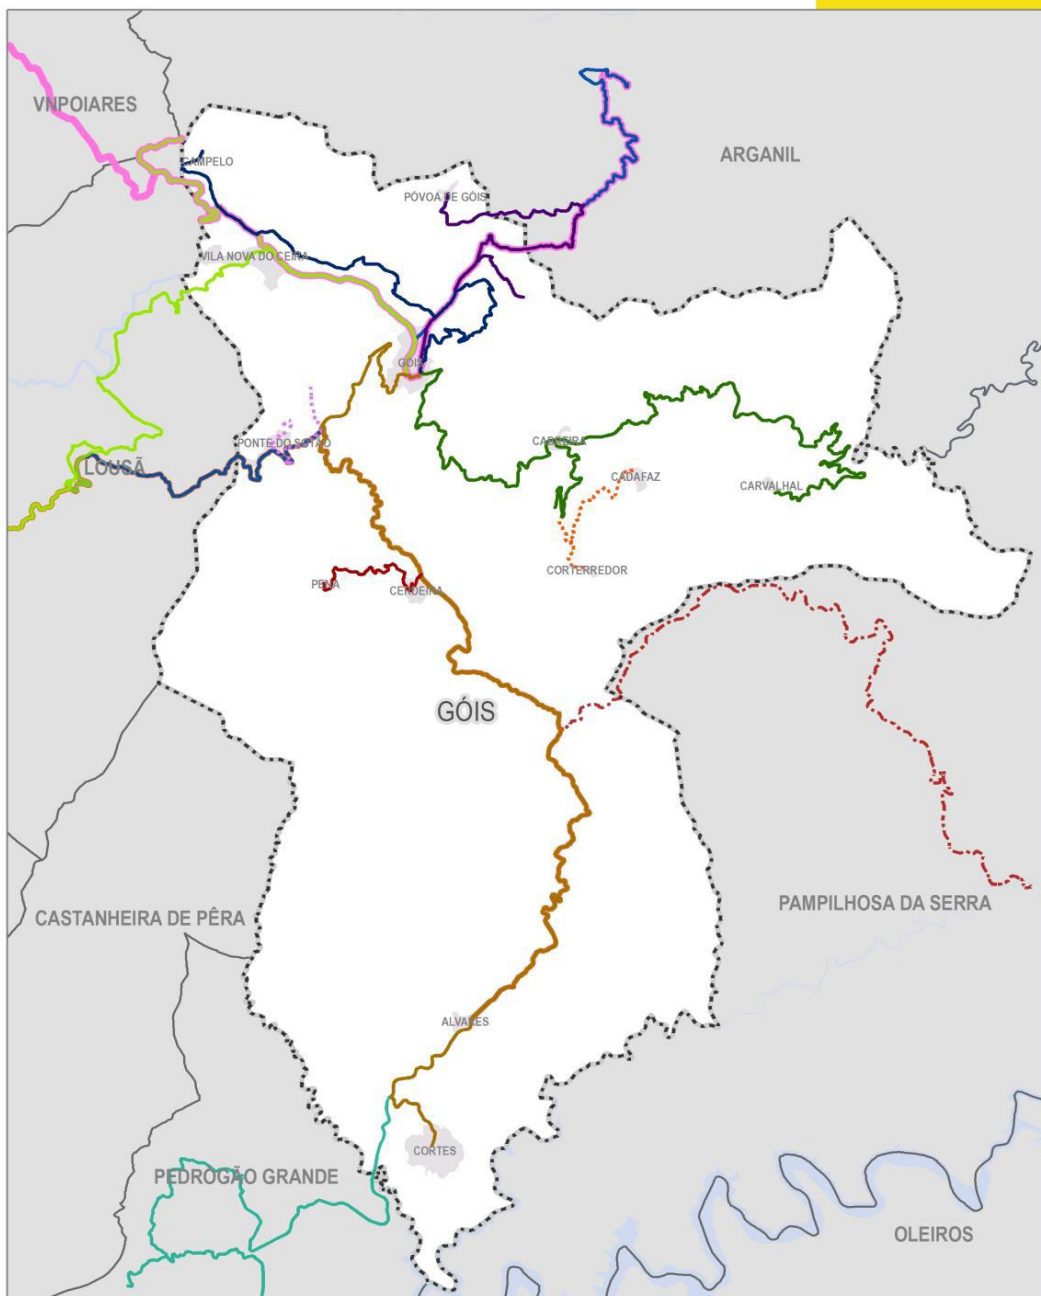 VNPOIARES
ARGANIL
CAMPELO
PÓVOA DE GÓIS
VILA NOVA DO CEIRA
GÓIS
PONTE DO SOTÃO
CABREIRA
LOUSÃ
CADAFAZ
CARVALHAL
CORTERREDOR
PENA
CERDEIRA
GÓIS
PAMPILHOSA DA SERRA
CASTANHEIRA DE PÊRA
ALVARES
CORTES
PEDROGÃO GRANDE
OLEIROS